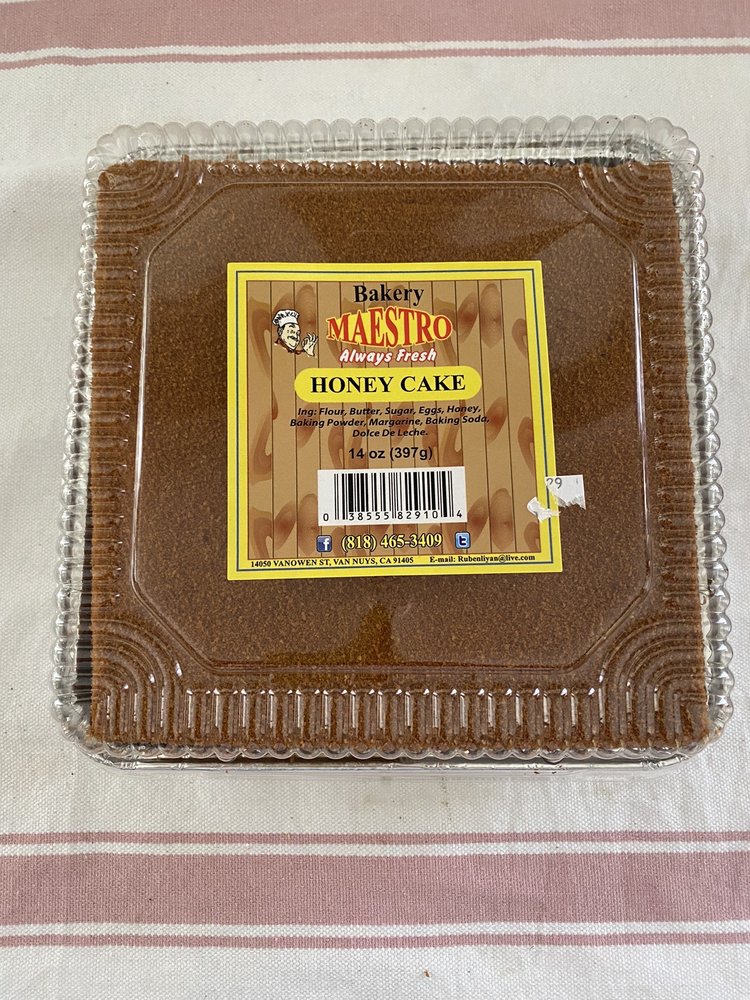 Bakery
MAESTRO
Always Fresh
HONEY CAKE
Ing: Flour, Butter, Sugar, Eggs, Honey,
Baking Powder, Margarine, Baking Soda,
Dolce De Leche.
14 oz (397g)
0 38555 82910 4
(818) 465-3409
14050 VANOWEN ST, VAN NUYS, CA 91405 E-mail: Rubenliyan@live.com